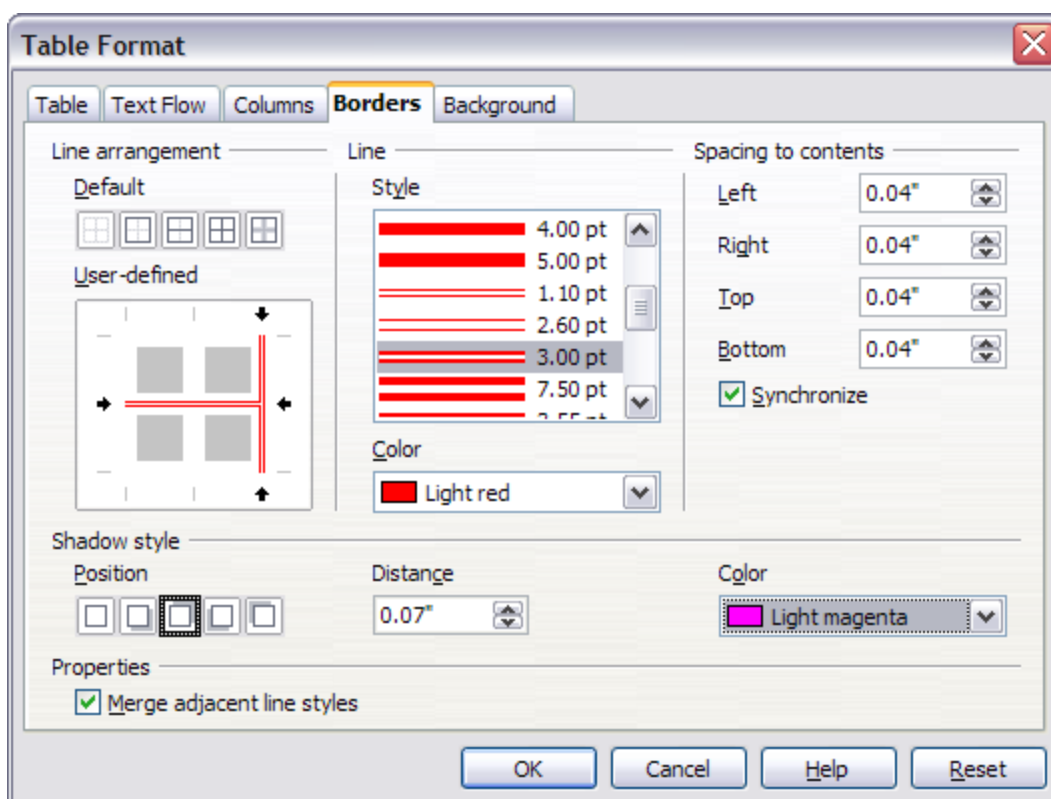 Table Format
Table Text Flow Columns Borders Background
Line arrangement
Default
User-defined
Line
Style
4.00 pt
5.00 pt
1.10 pt
2.60 pt
3.00 pt
7.50 pt
Color
Light red
Spacing to contents
Left 0.04"
Right 0.04"
Top 0.04"
Bottom 0.04"
Synchronize
Shadow style
Position
Distance
0.07"
Color
Light magenta
Properties
Merge adjacent line styles
OK Cancel Help Reset